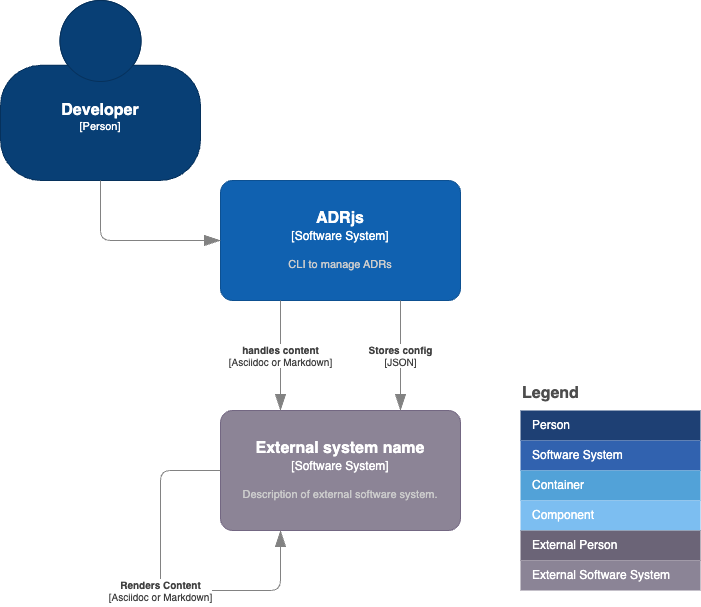 Developer
[Person]
ADRjs
[Software System]
CLI to manage ADRs
handles content
[Asciidoc or Markdown]
Stores config
[JSON]
External system name
[Software System]
Description of external software system.
Renders Content
[Asciidoc or Markdown]
Legend
Person
Software System
Container
Component
External Person
External Software System